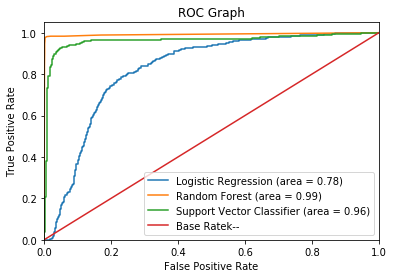 ROC Graph
1.0
0.8
0.6
0.4
0.2
0.0
True Positive Rate
Logistic Regression (area = 0.78)
Random Forest (area = 0.99)
Support Vector Classifier (area = 0.96)
Base Ratek--
0.0 0.2 0.4 0.6 0.8 1.0
False Positive Rate